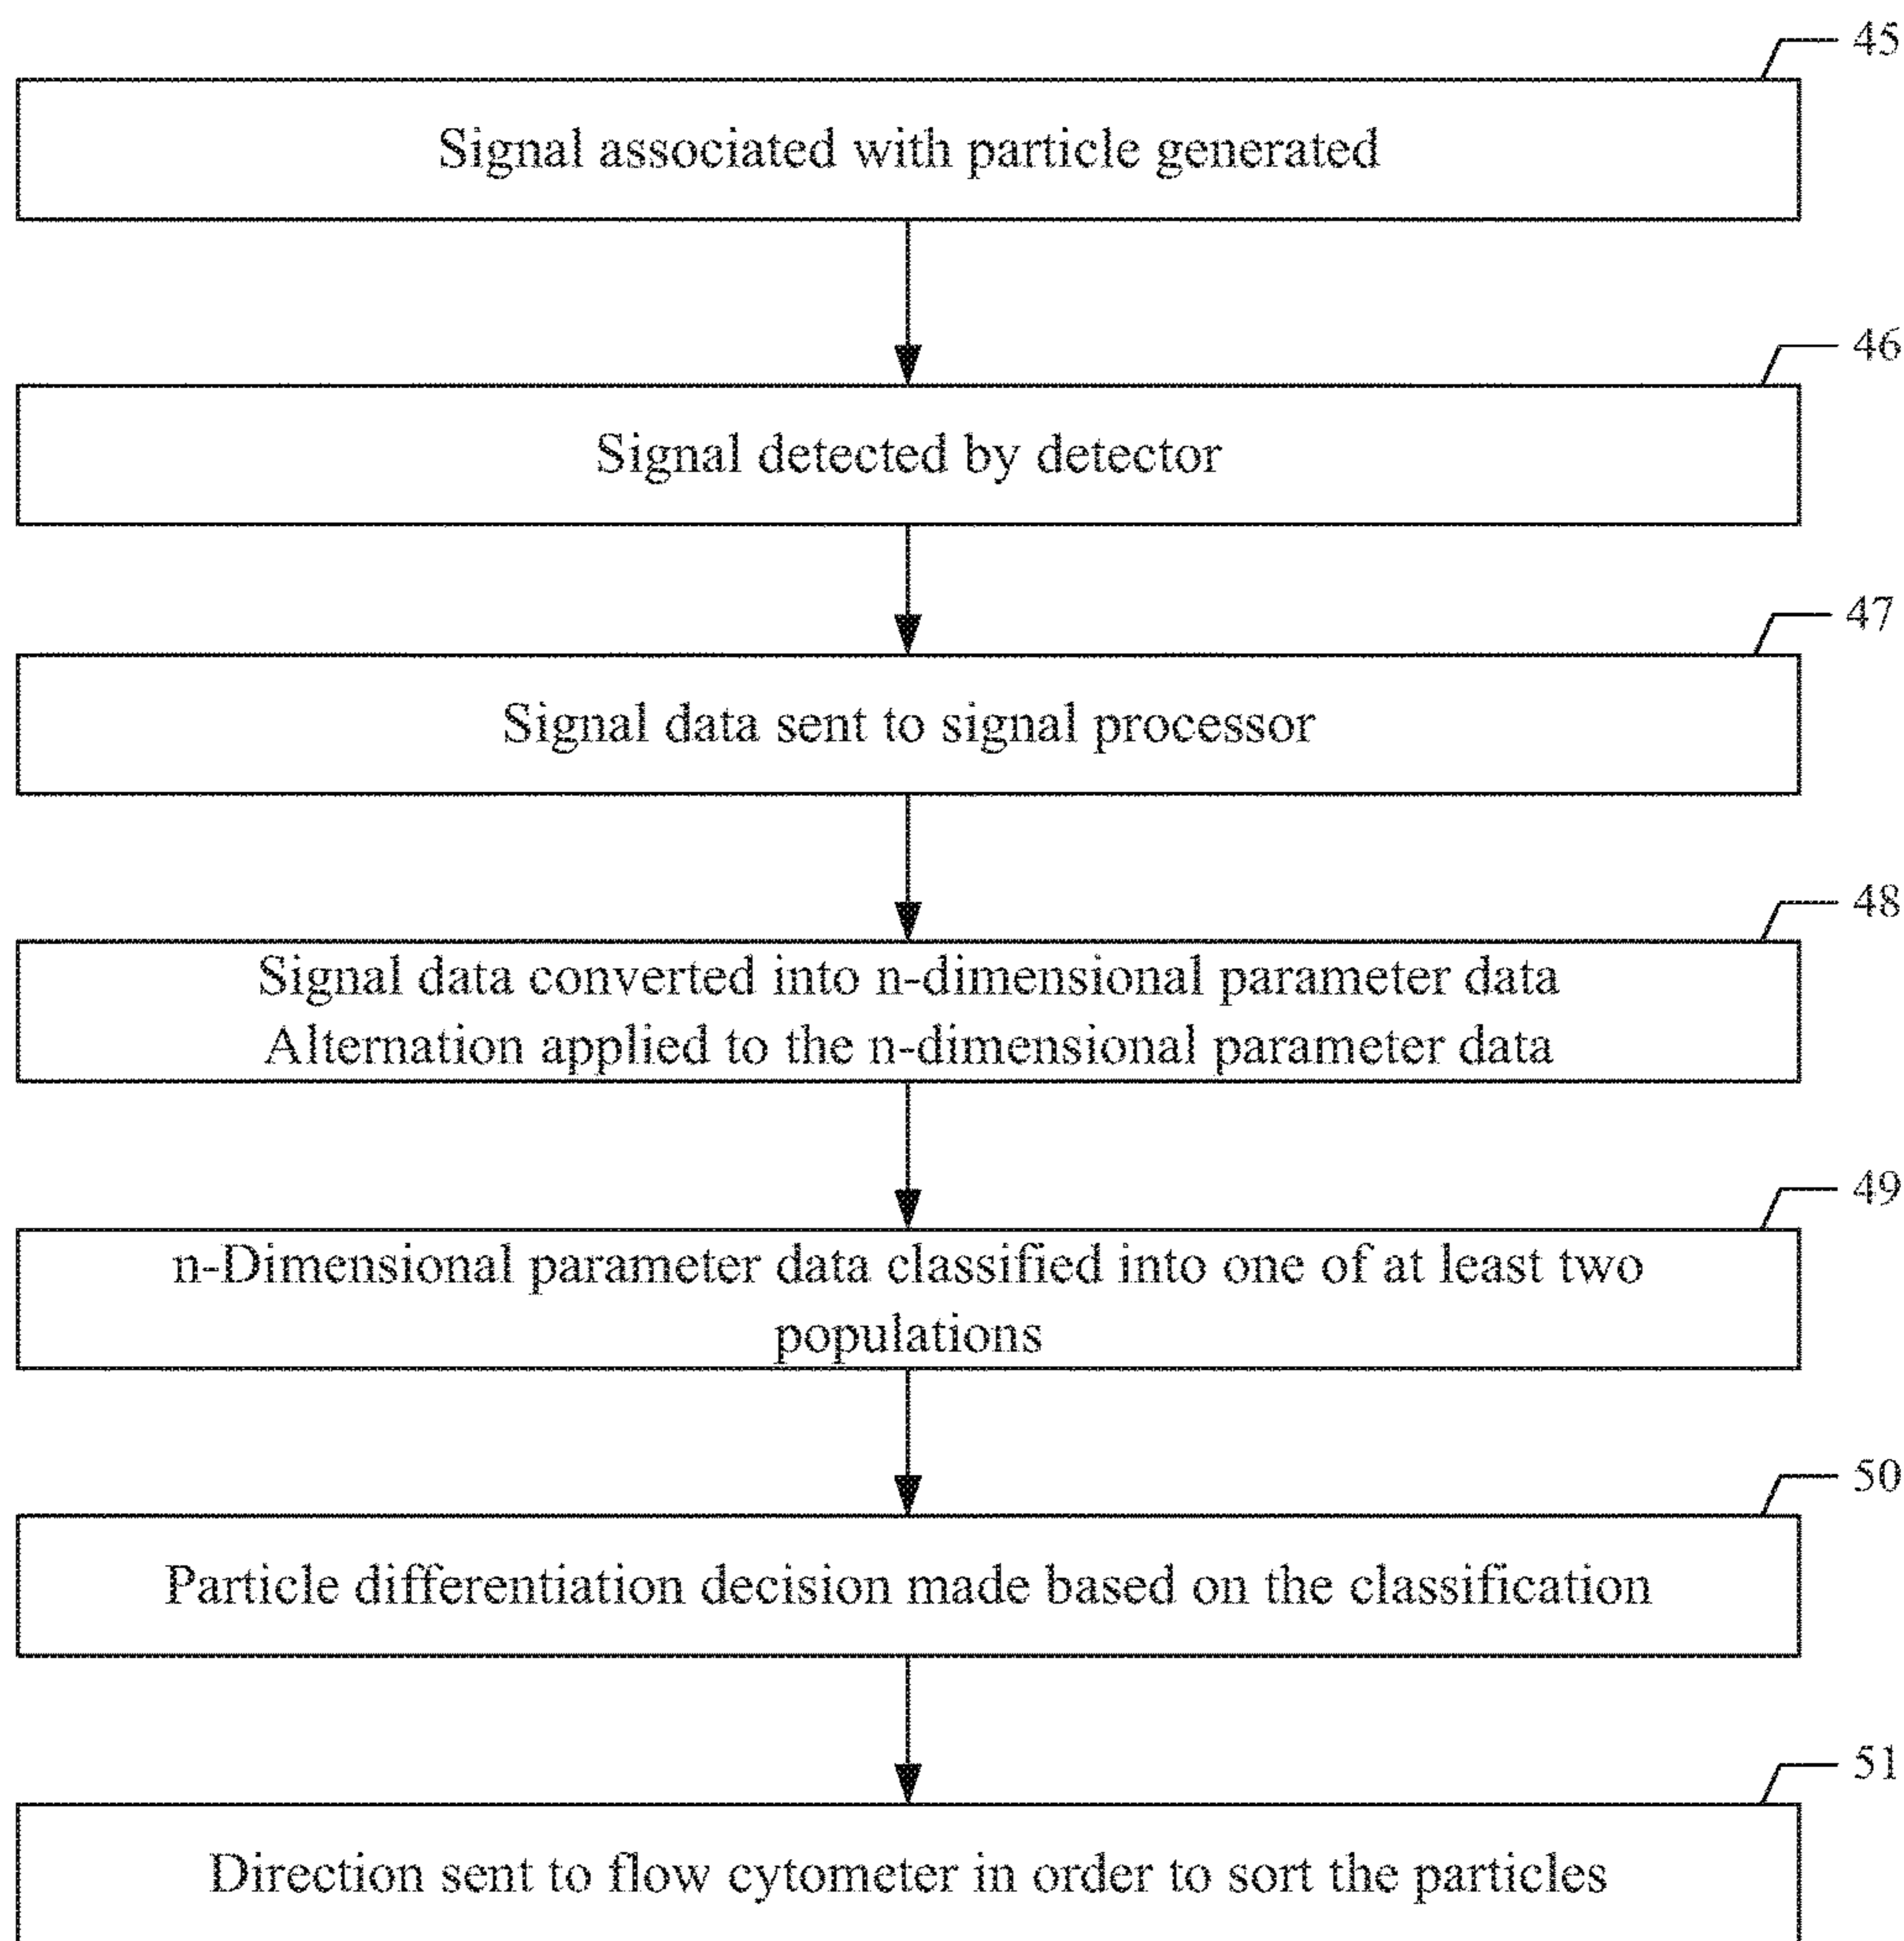 45
Signal associated with particle generated
46
Signal detected by detector
47
Signal data sent to signal processor
48
Signal data converted into n-dimensional parameter data
Alternation applied to the n-dimensional parameter data
49
n-Dimensional parameter data classified into one of at least two
populations
50
Particle differentiation decision made based on the classification
51
Direction sent to flow cytometer in order to sort the particles